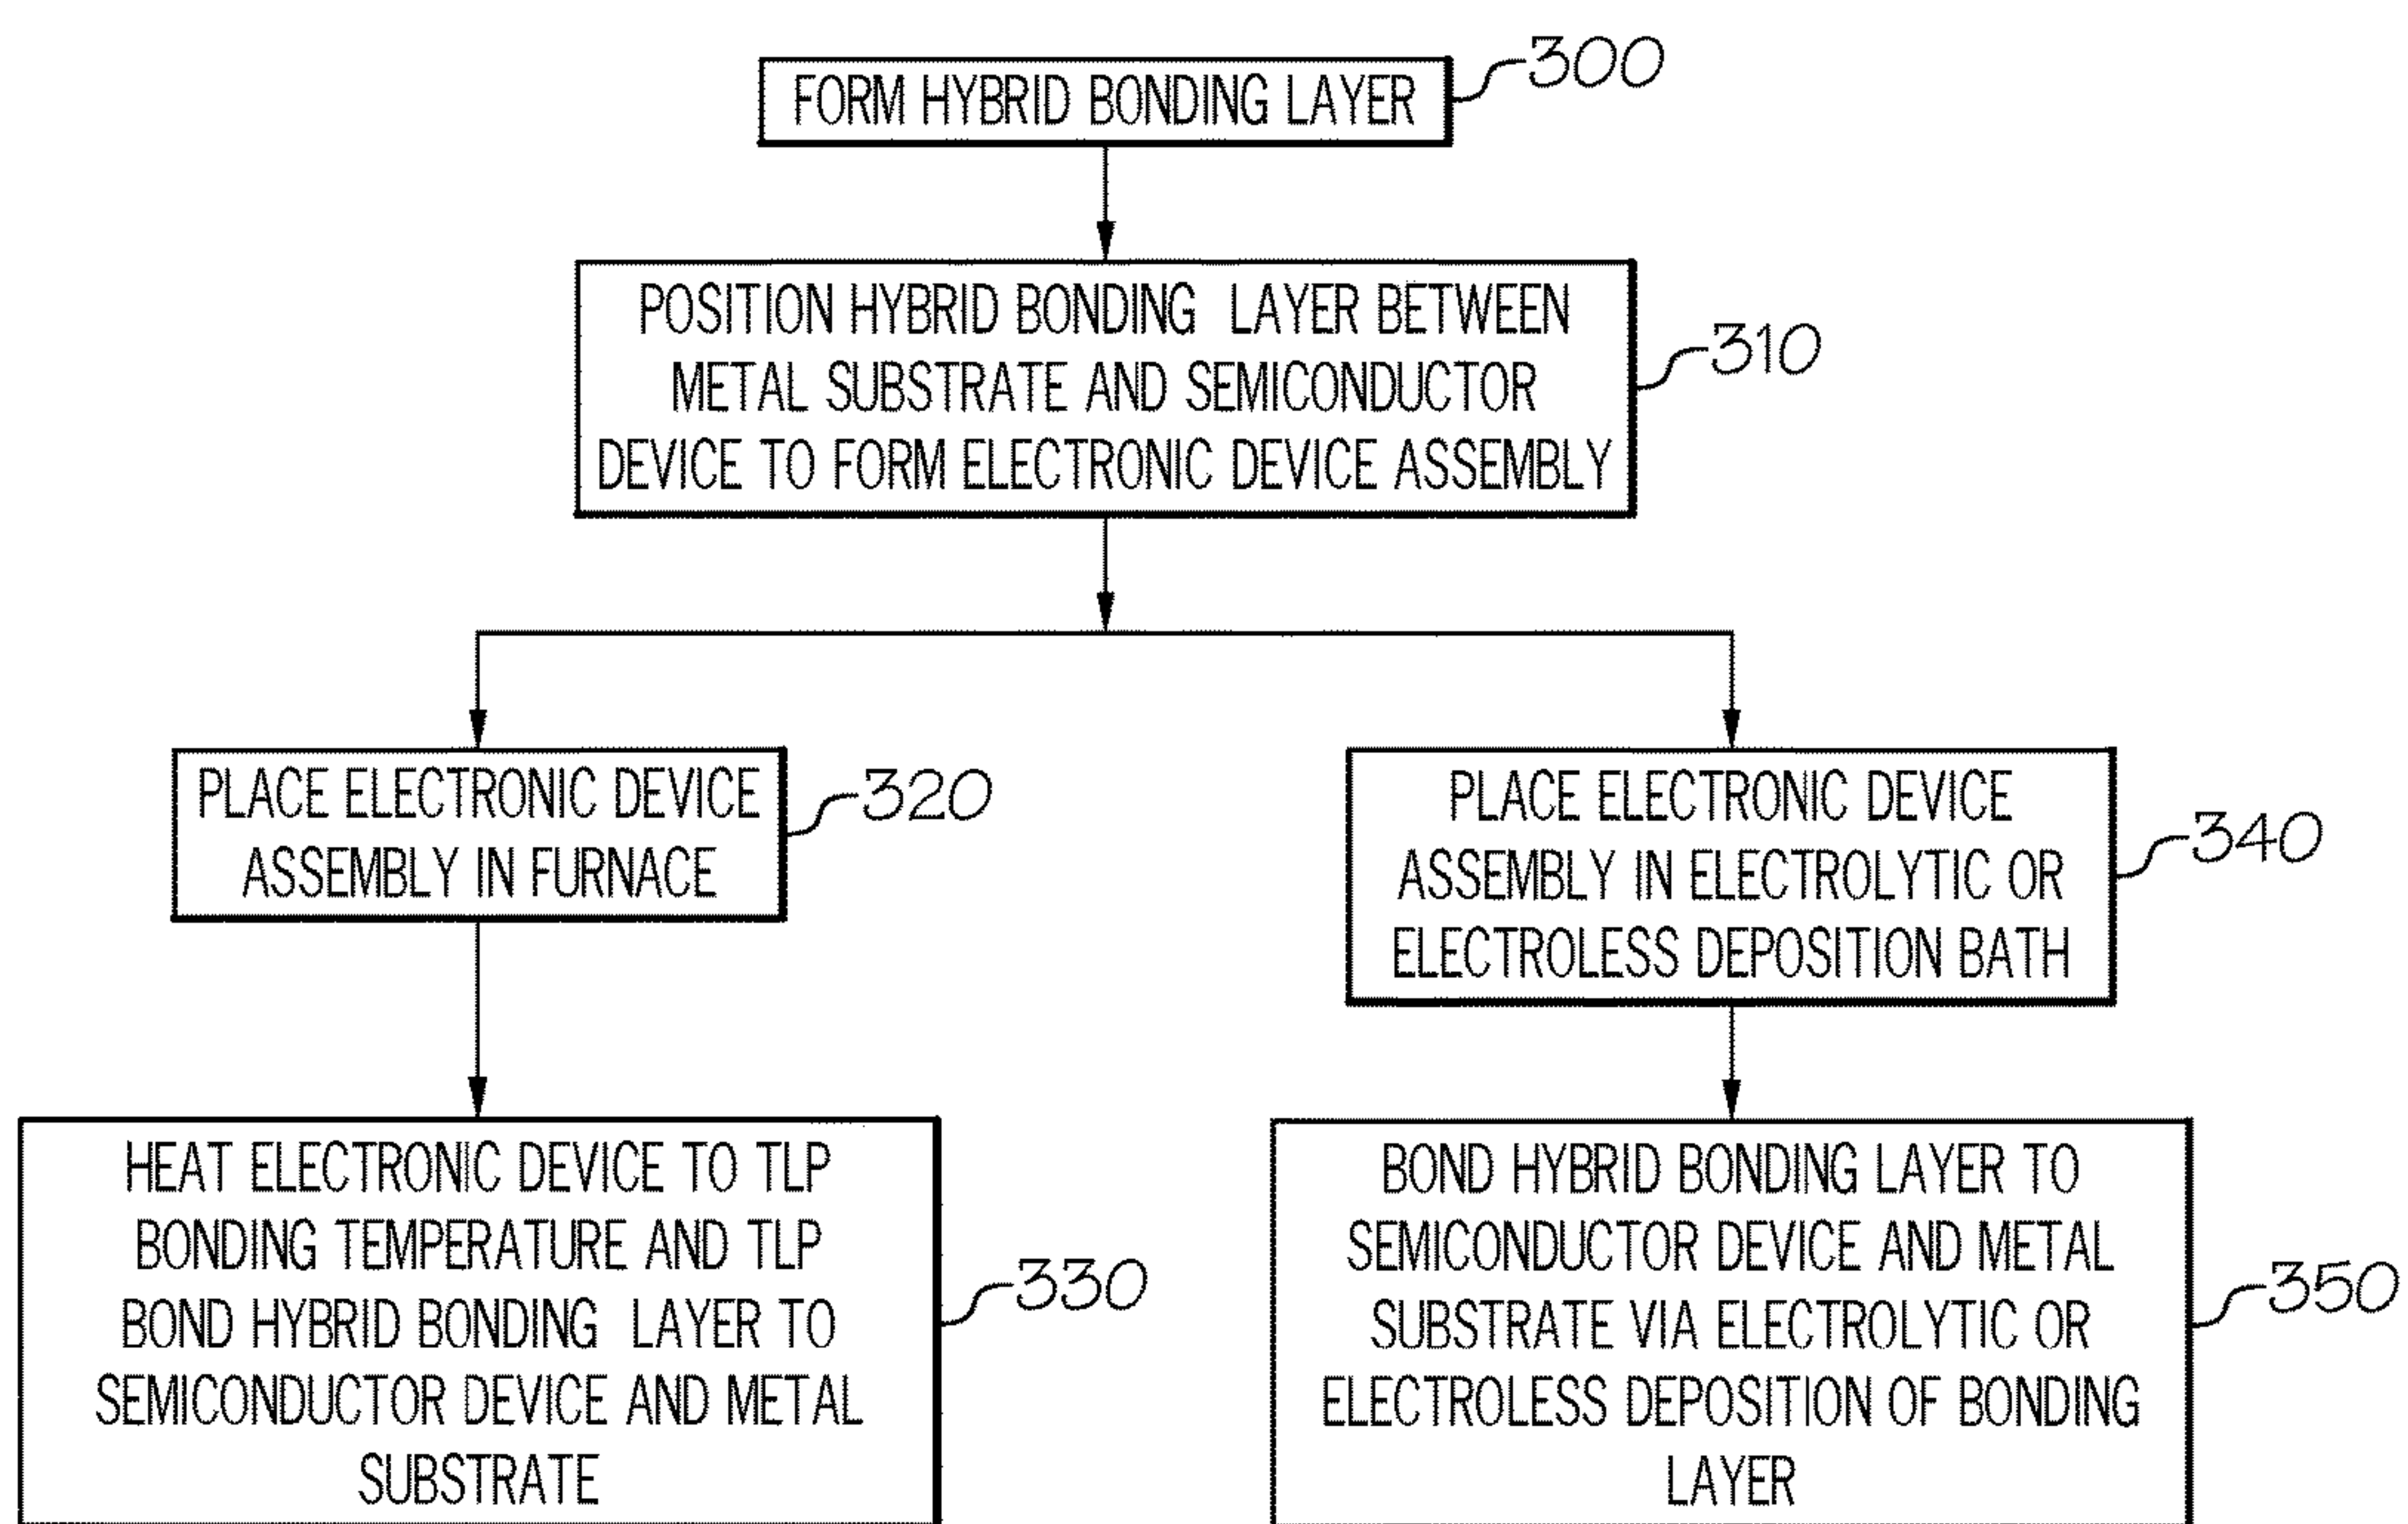 FORM HYBRID BONDING LAYER
300
POSITION HYBRID BONDING LAYER BETWEEN
METAL SUBSTRATE AND SEMICONDUCTOR
DEVICE TO FORM ELECTRONIC DEVICE ASSEMBLY
310
PLACE ELECTRONIC DEVICE
ASSEMBLY IN FURNACE
320
HEAT ELECTRONIC DEVICE TO TLP
BONDING TEMPERATURE AND TLP
BOND HYBRID BONDING LAYER TO
SEMICONDUCTOR DEVICE AND METAL
SUBSTRATE
330
PLACE ELECTRONIC DEVICE
ASSEMBLY IN ELECTROLYTIC OR
ELECTROLESS DEPOSITION BATH
340
BOND HYBRID BONDING LAYER TO
SEMICONDUCTOR DEVICE AND METAL
SUBSTRATE VIA ELECTROLYTIC OR
ELECTROLESS DEPOSITION OF BONDING
LAYER
350